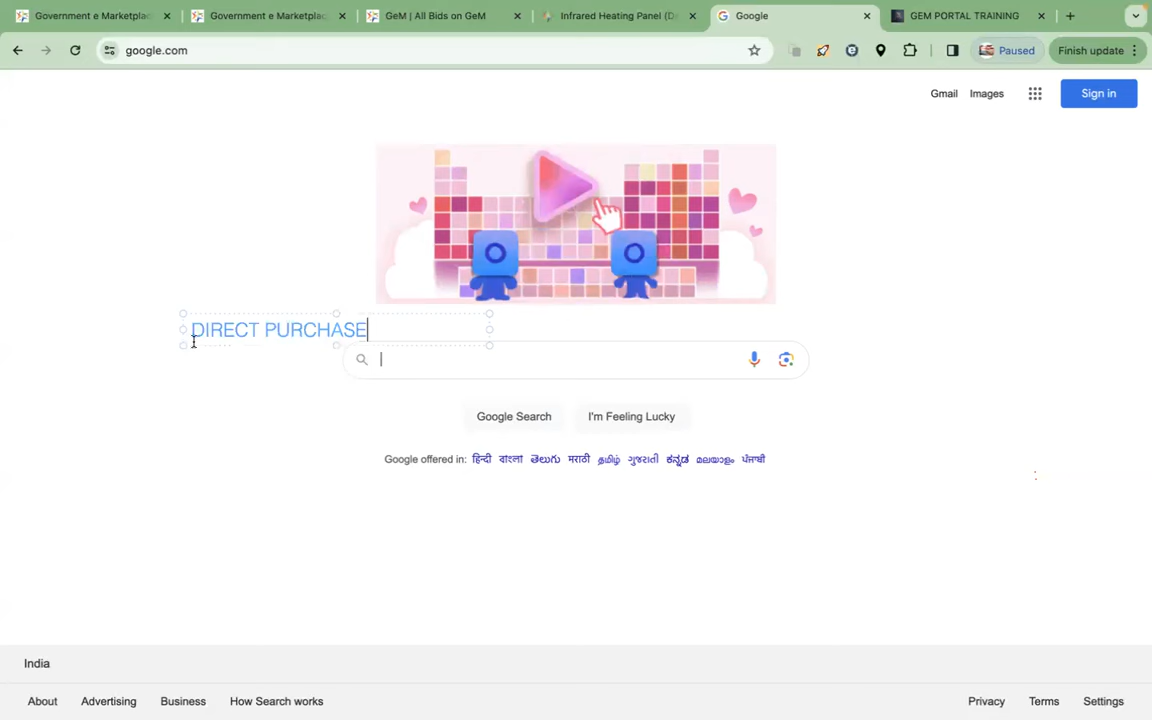 Government e Marketplac
Government e Marketplac
GeM | All Bids on GeM
Infrared Heating Panel (De
Google
GEM PORTAL TRAINING
google.com
Paused
Finish update
Gmail
Images
Sign in
DIRECT PURCHASE
Google Search
I'm Feeling Lucky
Google offered in: हिन्दी বাংলা తెలుగు मराठी தமிழ் ગુજરાતી ಕನ್ನಡ മലയാളം ਪੰਜਾਬੀ
India
About
Advertising
Business
How Search works
Privacy
Terms
Settings